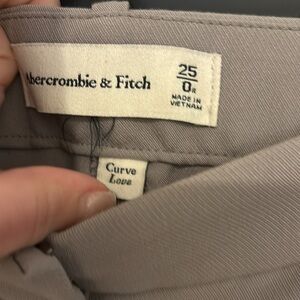 Abercrombie & Fitch
25
0R
MADE IN
VIETNAM
Curve
Love